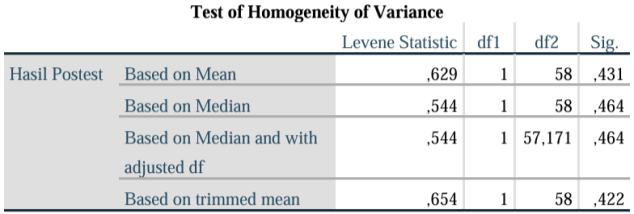 Test of Homogeneity of Variance
Levene Statistic df1 df2 Sig.
Hasil Postest Based on Mean ,629 1 58 ,431
Based on Median ,544 1 58 ,464
Based on Median and with ,544 1 57,171 ,464
adjusted df
Based on trimmed mean ,654 1 58 ,422